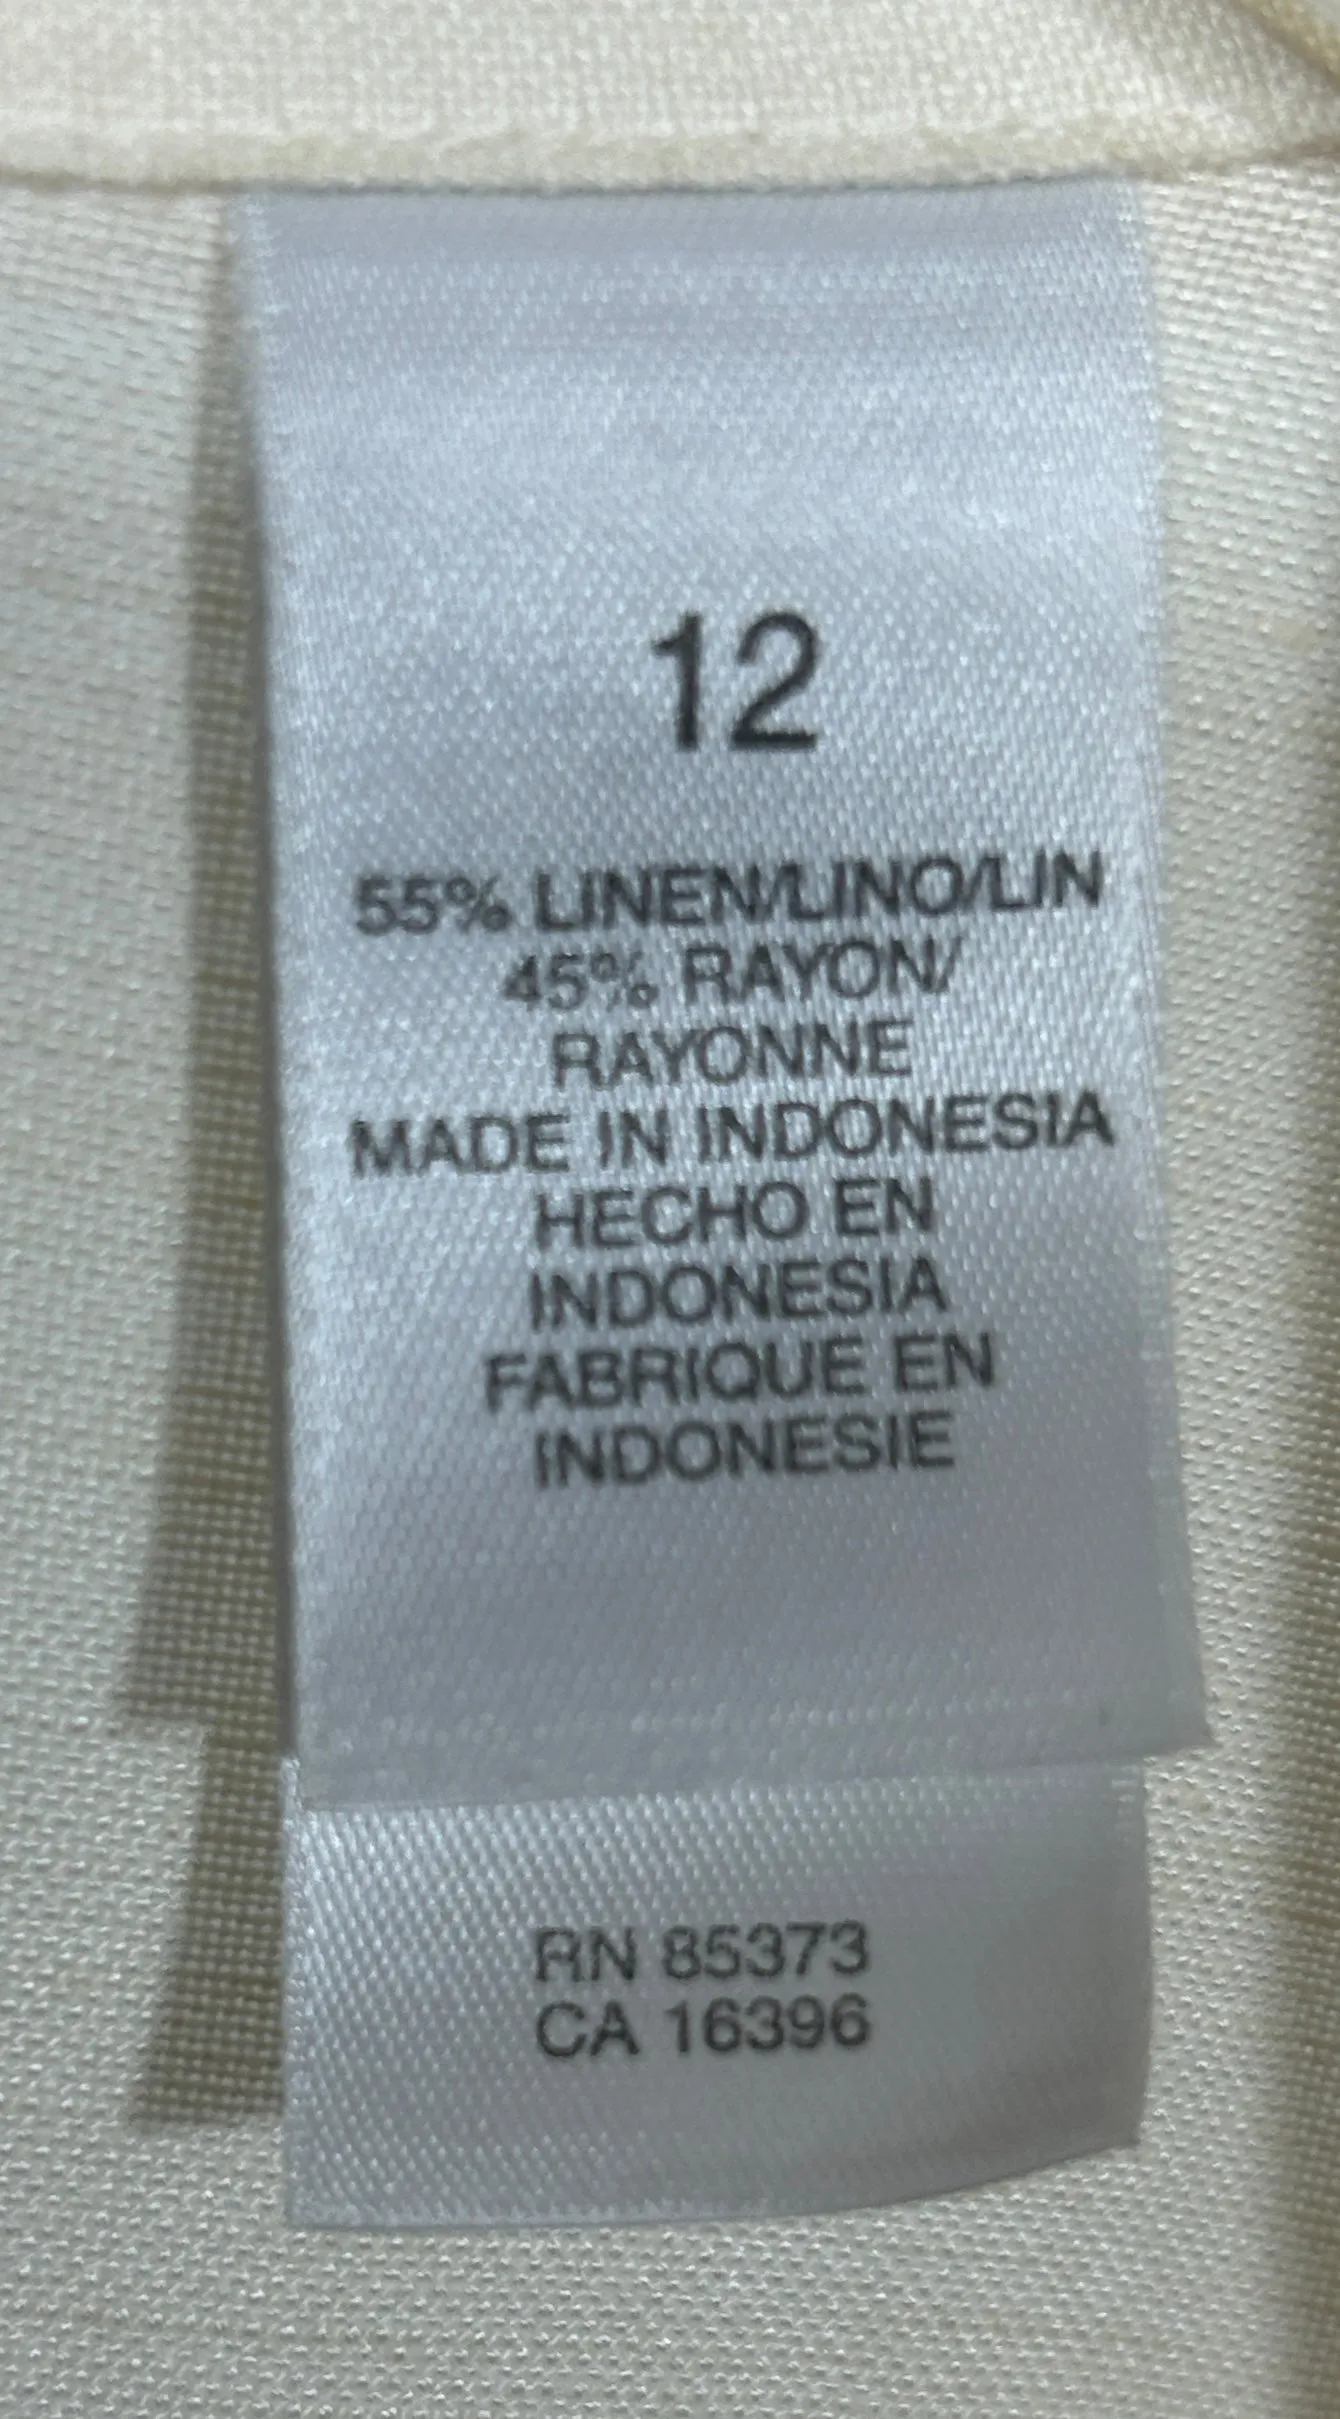 12
55% LINEN/LINO/LIN
45% RAYON/
RAYONNE
MADE IN INDONESIA
HECHO EN
INDONESIA
FABRIQUE EN
INDONESIE
RN 85373
CA 16396